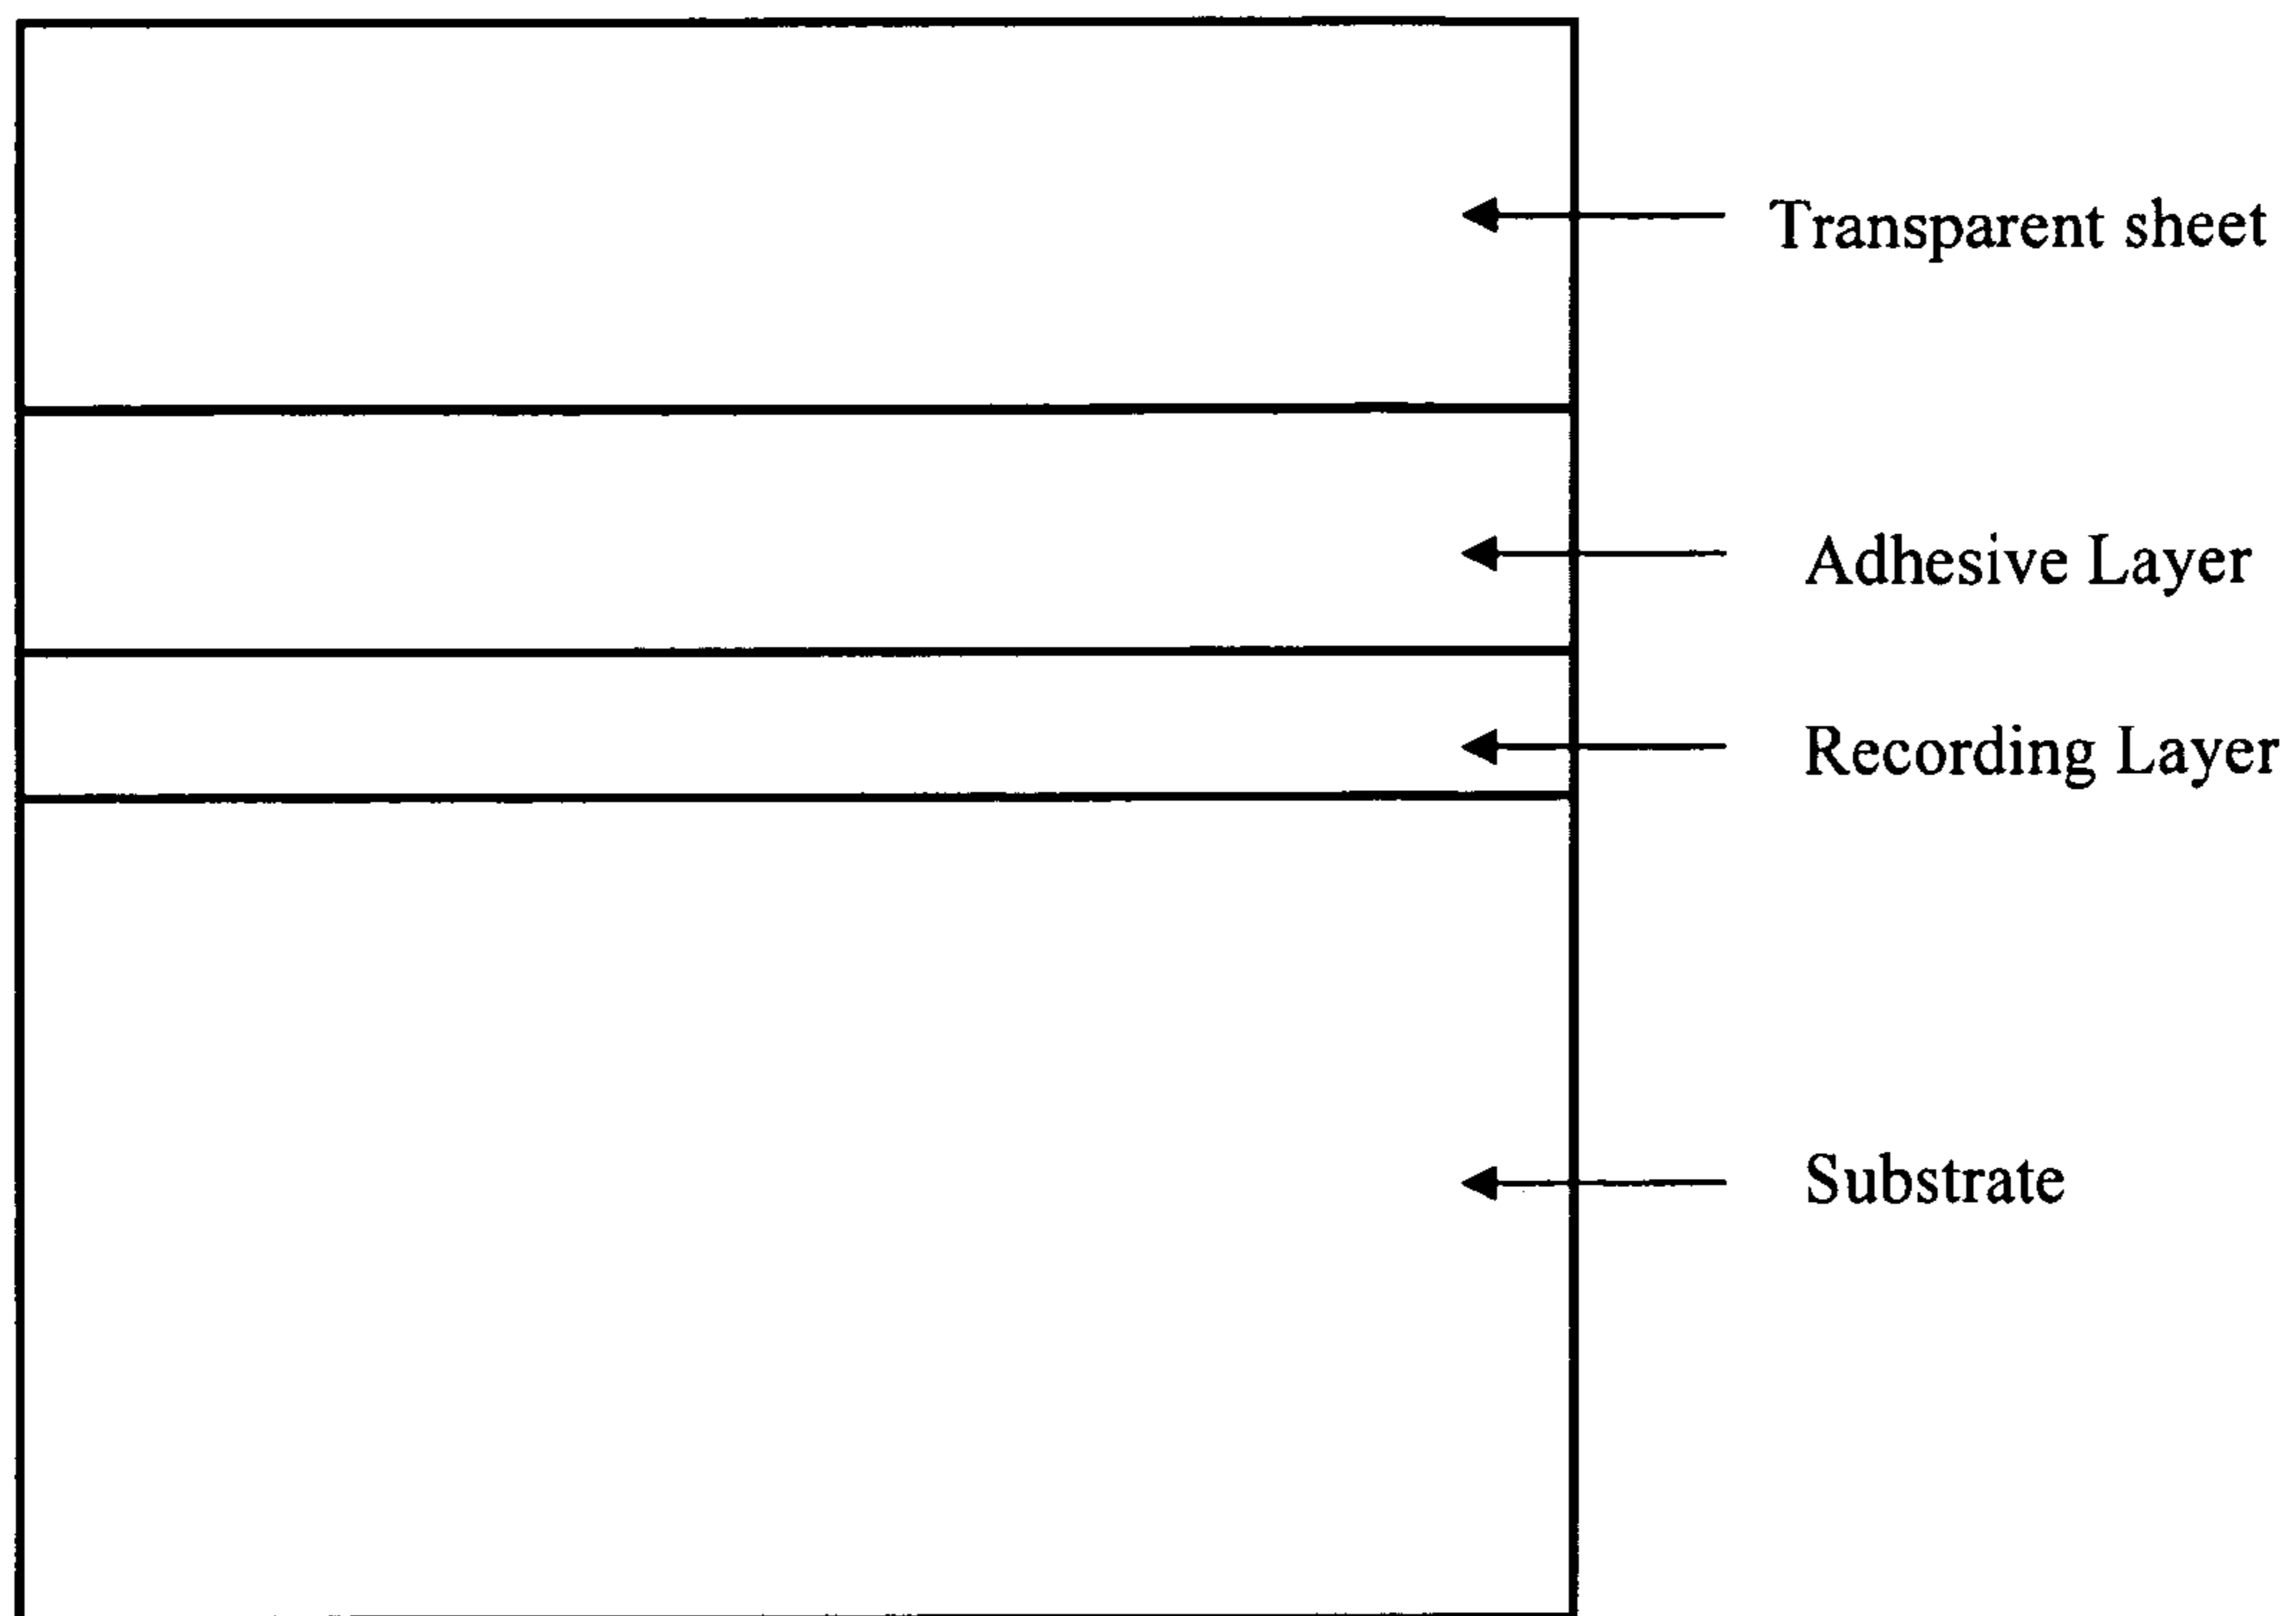 Transparent sheet
Adhesive Layer
Recording Layer
Substrate